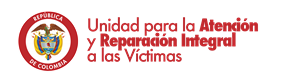 REPÚBLICA
DE COLOMBIA
Unidad para la Atención
y Reparación Integral
a las Víctimas